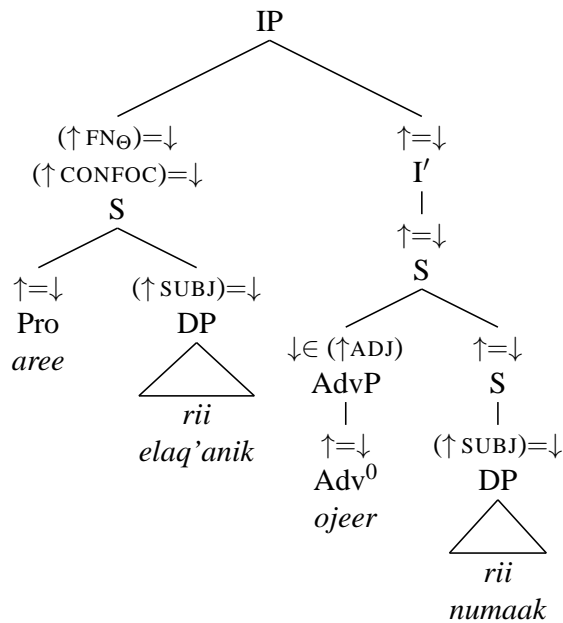 IP
(↑ FN_Θ)=↓ ↑=↓
(↑ CONFOC)=↓ I′
S ↑=↓
S
↑=↓ (↑ SUBJ)=↓ ↓∈ (↑ADJ) ↑=↓
Pro DP AdvP S
aree
rii ↑=↓ (↑ SUBJ)=↓
elaq'anik Adv⁰ DP
ojeer
rii
numaak